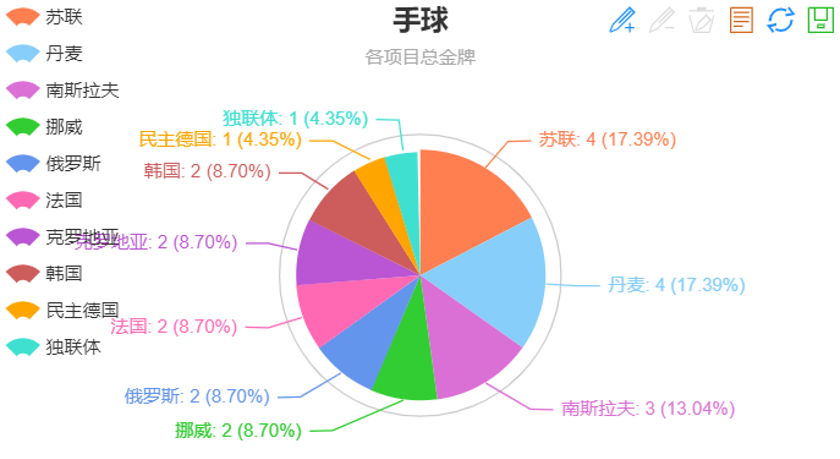 手球
各项目总金牌
苏联
丹麦
南斯拉夫
挪威
俄罗斯
法国
克罗地亚
韩国
民主德国
独联体
独联体: 1 (4.35%)
民主德国: 1 (4.35%)
韩国: 2 (8.70%)
克罗地亚: 2 (8.70%)
法国: 2 (8.70%)
俄罗斯: 2 (8.70%)
挪威: 2 (8.70%)
苏联: 4 (17.39%)
丹麦: 4 (17.39%)
南斯拉夫: 3 (13.04%)